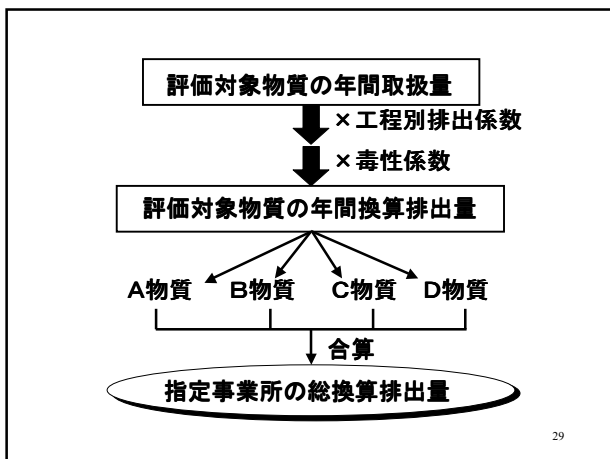 評価対象物質の年間取扱量
×工程別排出係数
×毒性係数
評価対象物質の年間換算排出量
A物質 B物質 C物質 D物質
合算
指定事業所の総換算排出量
29